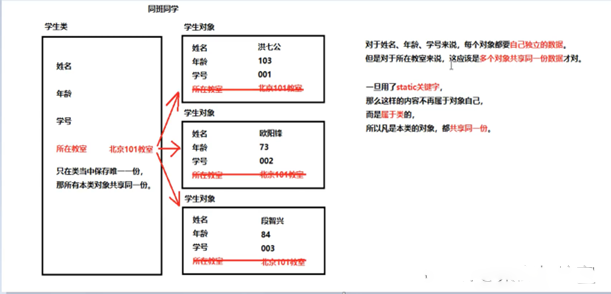 同班同学
学生类
姓名
年龄
学号
所在教室 北京101教室
只在类当中保存唯一一份,
那所有本类对象共享同一份。
学生对象
姓名 洪七公
年龄 103
学号 001
所在教室 北京101教室
学生对象
姓名 欧阳锋
年龄 73
学号 002
所在教室 北京101教室
学生对象
姓名 段智兴
年龄 84
学号 003
所在教室 北京101教室
对于姓名、年龄、学号来说,每个对象都要自己独立的数据。
但是对于所在教室来说,这应该是多个对象共享同一份数据才对。
一旦用了static关键字,
那么这样的内容不再属于对象自己,
而是属于类的,
所以凡是本类的对象,都共享同一份。